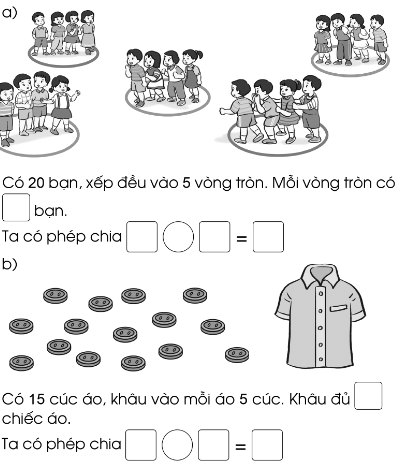 a)
Có 20 bạn, xếp đều vào 5 vòng tròn. Mỗi vòng tròn có
bạn.
Ta có phép chia =
b)
Có 15 cúc áo, khâu vào mỗi áo 5 cúc. Khâu đủ
chiếc áo.
Ta có phép chia =